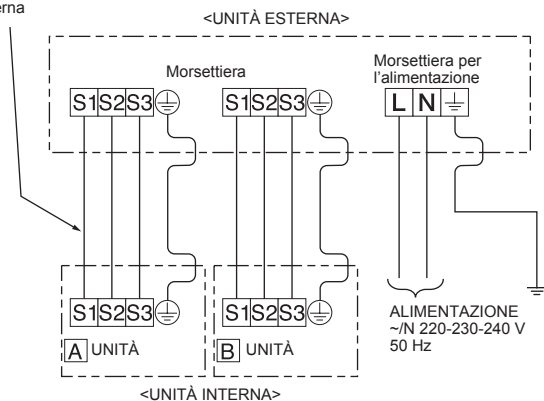 erna
<UNITÀ ESTERNA>
Morsettiera
Morsettiera per
l'alimentazione
S1 S2 S3
S1 S2 S3
L N
S1 S2 S3
S1 S2 S3
A UNITÀ
B UNITÀ
ALIMENTAZIONE
~/N 220-230-240 V
50 Hz
<UNITÀ INTERNA>